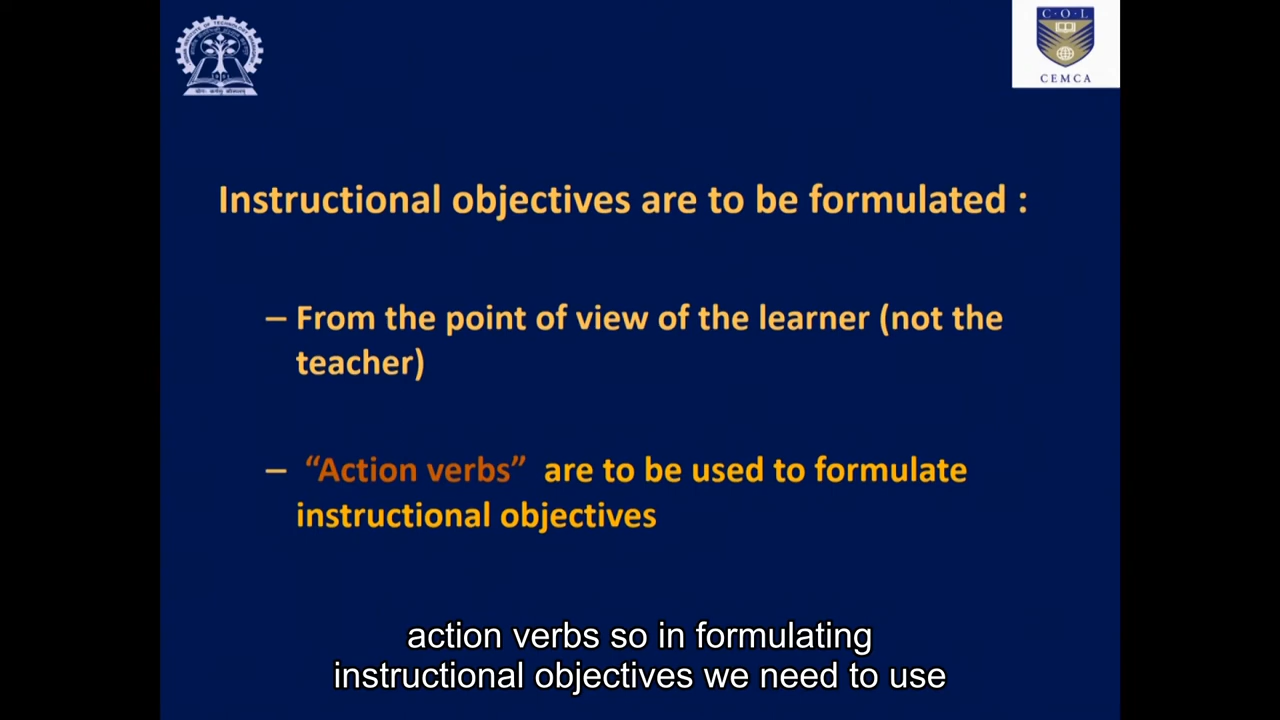 C·O·L
CEMCA
Instructional objectives are to be formulated :
– From the point of view of the learner (not the
teacher)
– “Action verbs” are to be used to formulate
instructional objectives
action verbs so in formulating
instructional objectives we need to use